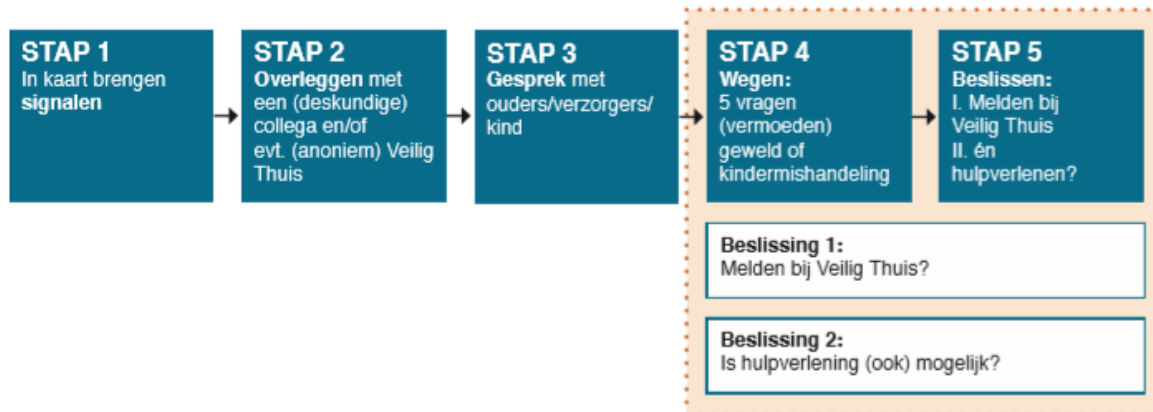 STAP 1
In kaart brengen
signalen
STAP 2
Overleggen met
een (deskundige)
collega en/of
evt. (anoniem) Veilig
Thuis
STAP 3
Gesprek met
ouders/verzorgers/
kind
STAP 4
Wegen:
5 vragen
(vermoeden)
geweld of
kindermishandeling
STAP 5
Beslissen:
I. Melden bij
Veilig Thuis
II. én
hulpverlenen?
Beslissing 1:
Melden bij Veilig Thuis?
Beslissing 2:
Is hulpverlening (ook) mogelijk?